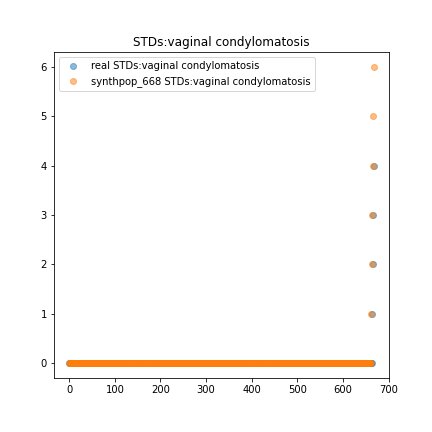 STDs:vaginal condylomatosis
real STDs:vaginal condylomatosis
synthpop_668 STDs:vaginal condylomatosis
6
5
4
3
2
1
0
0 100 200 300 400 500 600 700